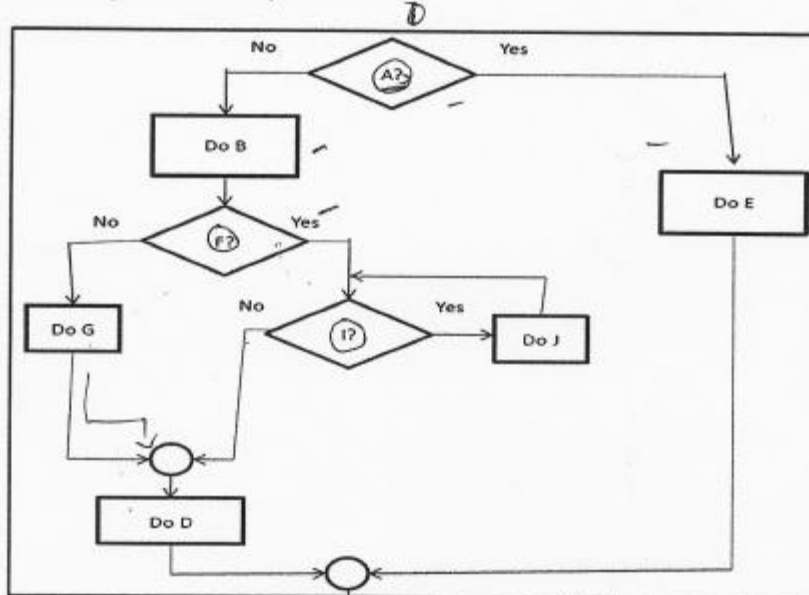 No
Yes
A?
Do B
Do E
No
Yes
F?
No
Yes
Do G
I?
Do J
Do D